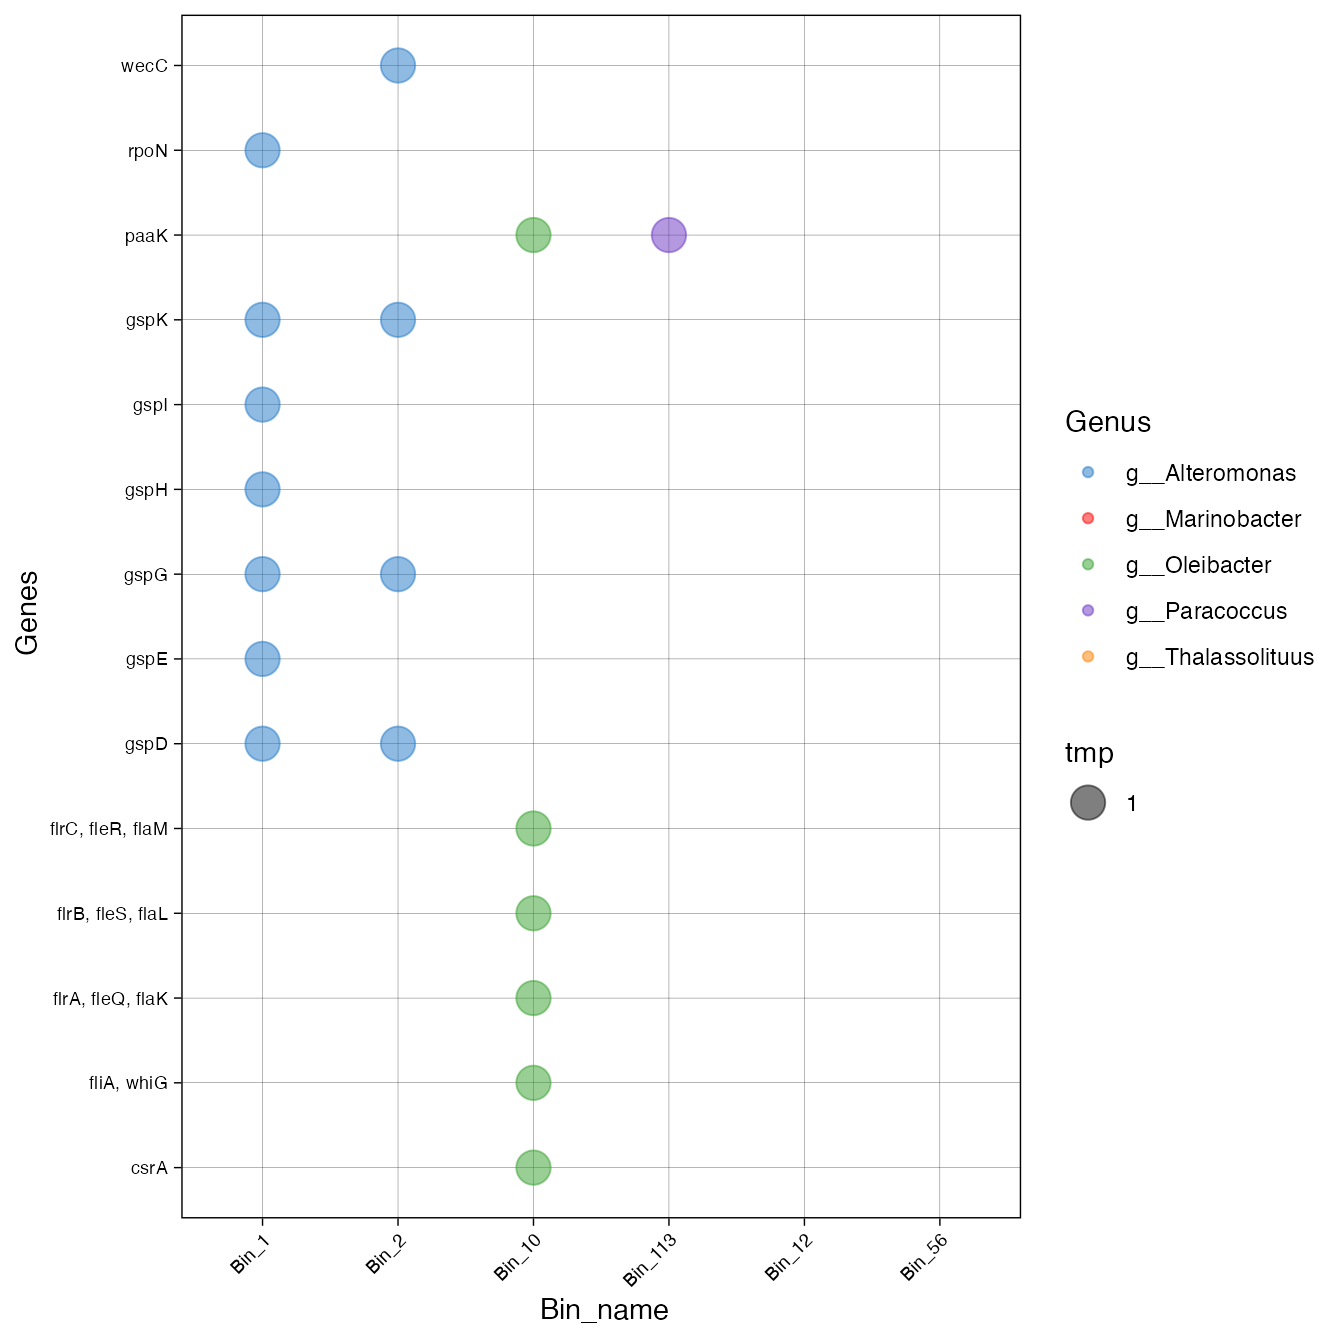 wecC
rpoN
paaK
gspK
gspI
gspH
gspG
gspE
gspD
flrC, fleR, flaM
flrB, fleS, flaL
flrA, fleQ, flaK
fliA, whiG
csrA
Genes
Bin_1
Bin_2
Bin_10
Bin_113
Bin_12
Bin_56
Bin_name
Genus
g__Alteromonas
g__Marinobacter
g__Oleibacter
g__Paracoccus
g__Thalassolituus
tmp
1